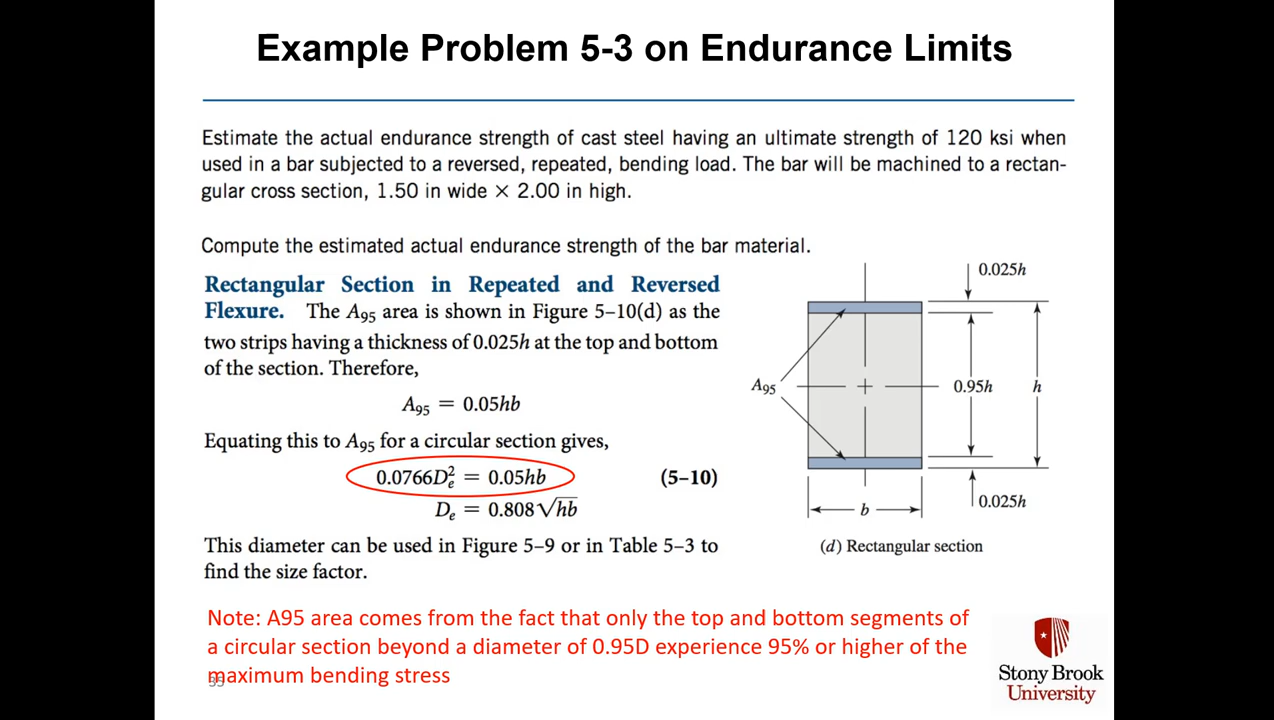 Example Problem 5-3 on Endurance Limits
Estimate the actual endurance strength of cast steel having an ultimate strength of 120 ksi when
used in a bar subjected to a reversed, repeated, bending load. The bar will be machined to a rectan-
gular cross section, 1.50 in wide × 2.00 in high.
Compute the estimated actual endurance strength of the bar material.
Rectangular Section in Repeated and Reversed
Flexure. The A95 area is shown in Figure 5–10(d) as the
two strips having a thickness of 0.025h at the top and bottom
of the section. Therefore,
A95 = 0.05hb
Equating this to A95 for a circular section gives,
0.0766De² = 0.05hb (5–10)
De = 0.808√hb
This diameter can be used in Figure 5–9 or in Table 5–3 to
find the size factor.
0.025h
A95
0.95h
h
0.025h
b
(d) Rectangular section
Note: A95 area comes from the fact that only the top and bottom segments of
a circular section beyond a diameter of 0.95D experience 95% or higher of the
maximum bending stress
35
Stony Brook
University